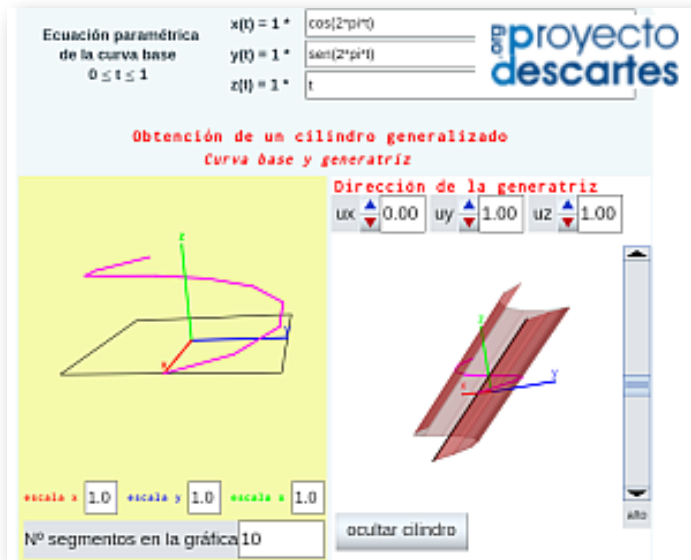 Ecuación paramétrica
de la curva base
0 ≤ t ≤ 1
x(t) = 1 * cos(2*pi*t)
y(t) = 1 * sen(2*pi*t)
z(t) = 1 * t
.org
proyecto
descartes
Obtención de un cilindro generalizado
Curva base y generatriz
Dirección de la generatriz
ux 0.00 uy 1.00 uz 1.00
z
x
z
x
y
escala x 1.0 escala y 1.0 escala z 1.0
Nº segmentos en la gráfica 10
ocultar cilindro